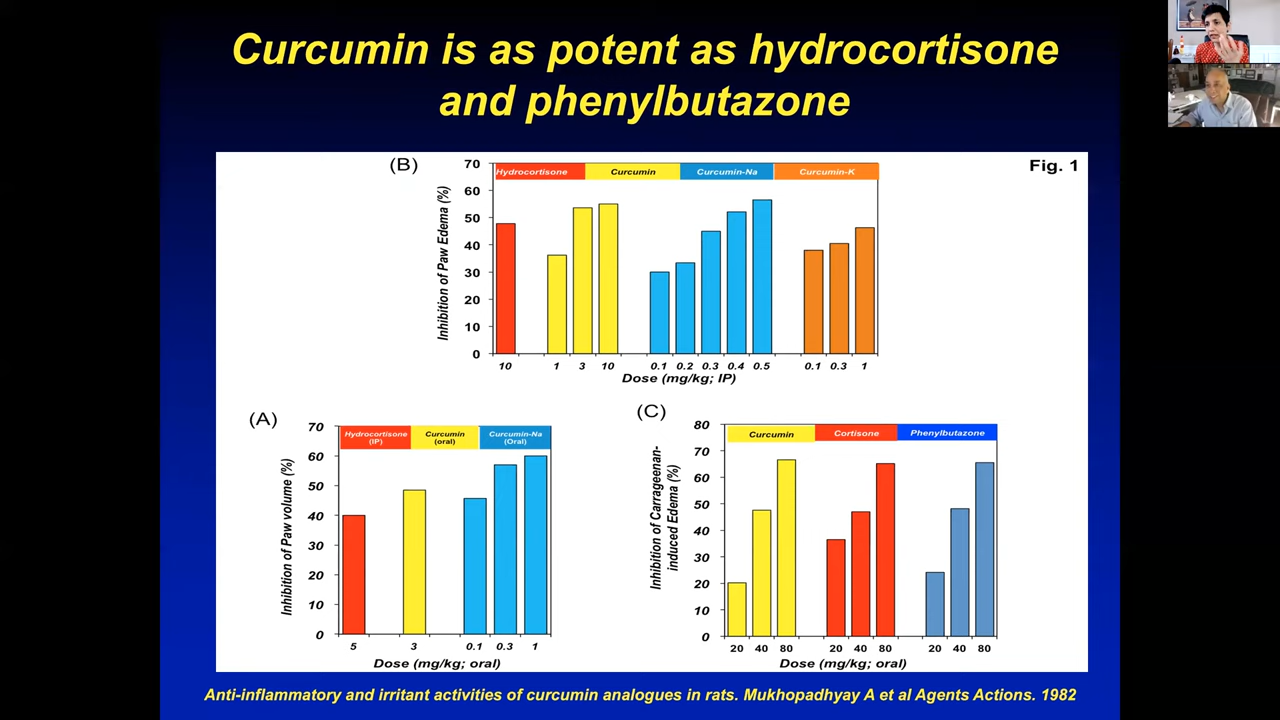 Curcumin is as potent as hydrocortisone
and phenylbutazone
(B)
Fig. 1
Inhibition of Paw Edema (%)
70
60
50
40
30
20
10
0
Hydrocortisone Curcumin Curcumin-Na Curcumin-K
10 1 3 10 0.1 0.2 0.3 0.4 0.5 0.1 0.3 1
Dose (mg/kg; IP)
(A)
Inhibition of Paw volume (%)
70
60
50
40
30
20
10
0
Hydrocortisone Curcumin Curcumin-Na
(IP) (oral) (Oral)
5 3 0.1 0.3 1
Dose (mg/kg; oral)
(C)
Inhibition of Carrageenan-
induced Edema (%)
80
70
60
50
40
30
20
10
0
Curcumin Cortisone Phenylbutazone
20 40 80 20 40 80 20 40 80
Dose (mg/kg; oral)
Anti-inflammatory and irritant activities of curcumin analogues in rats. Mukhopadhyay A et al Agents Actions. 1982